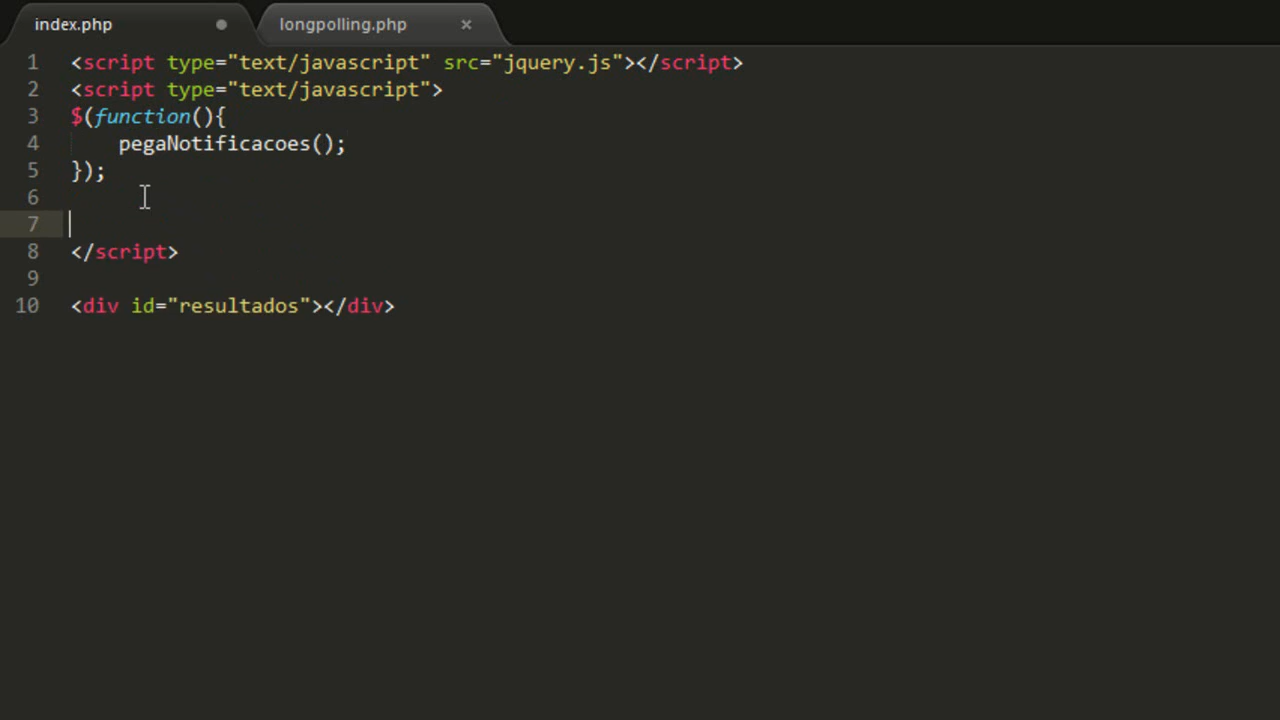 index.php longpolling.php ×
1 <script type="text/javascript" src="jquery.js"></script>
2 <script type="text/javascript">
3 $(function(){
4 pegaNotificacoes();
5 });
6
7
8 </script>
9
10 <div id="resultados"></div>